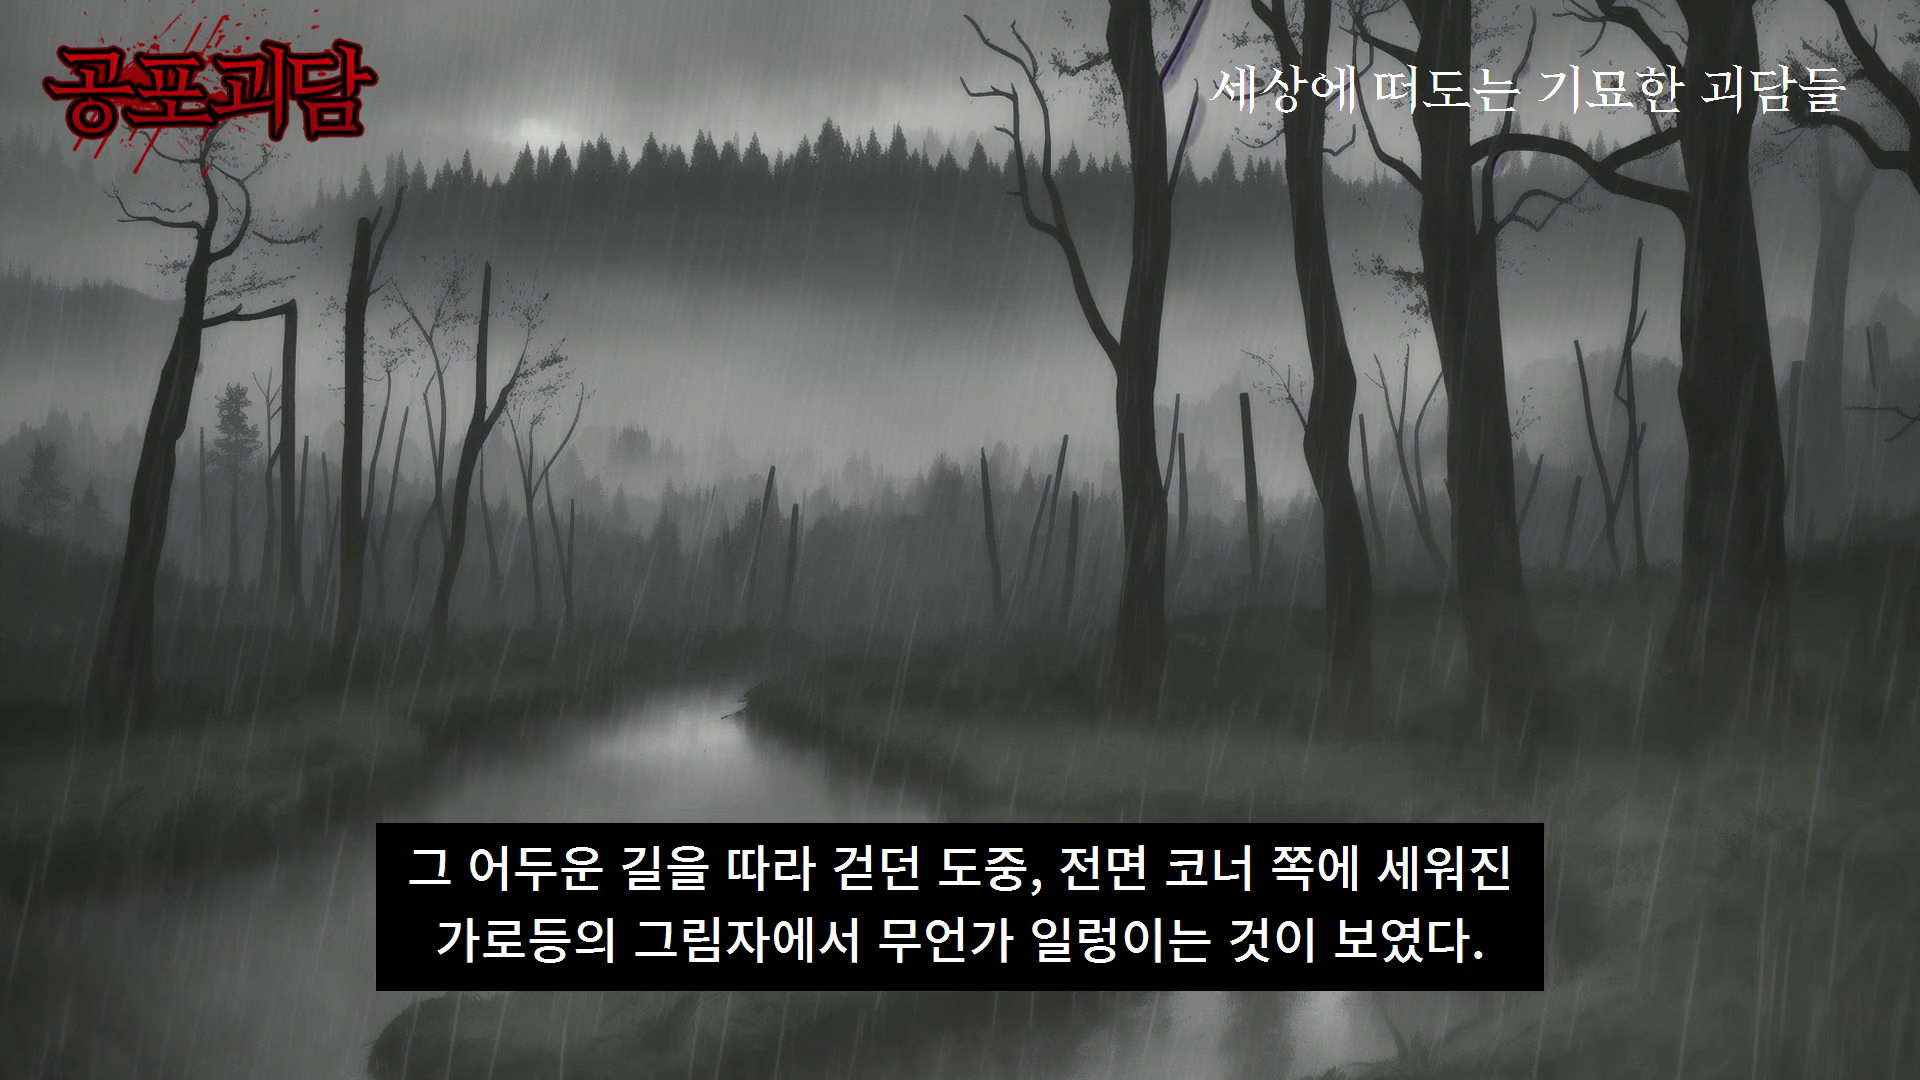 공포괴담
세상에 떠도는 기묘한 괴담들
그 어두운 길을 따라 걷던 도중, 전면 코너 쪽에 세워진
가로등의 그림자에서 무언가 일렁이는 것이 보였다.